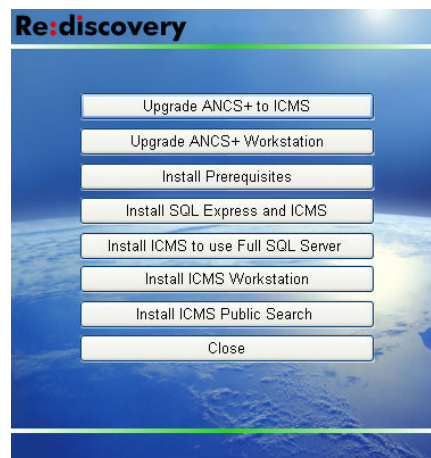 Re:discovery
Upgrade ANCS+ to ICMS
Upgrade ANCS+ Workstation
Install Prerequisites
Install SQL Express and ICMS
Install ICMS to use Full SQL Server
Install ICMS Workstation
Install ICMS Public Search
Close